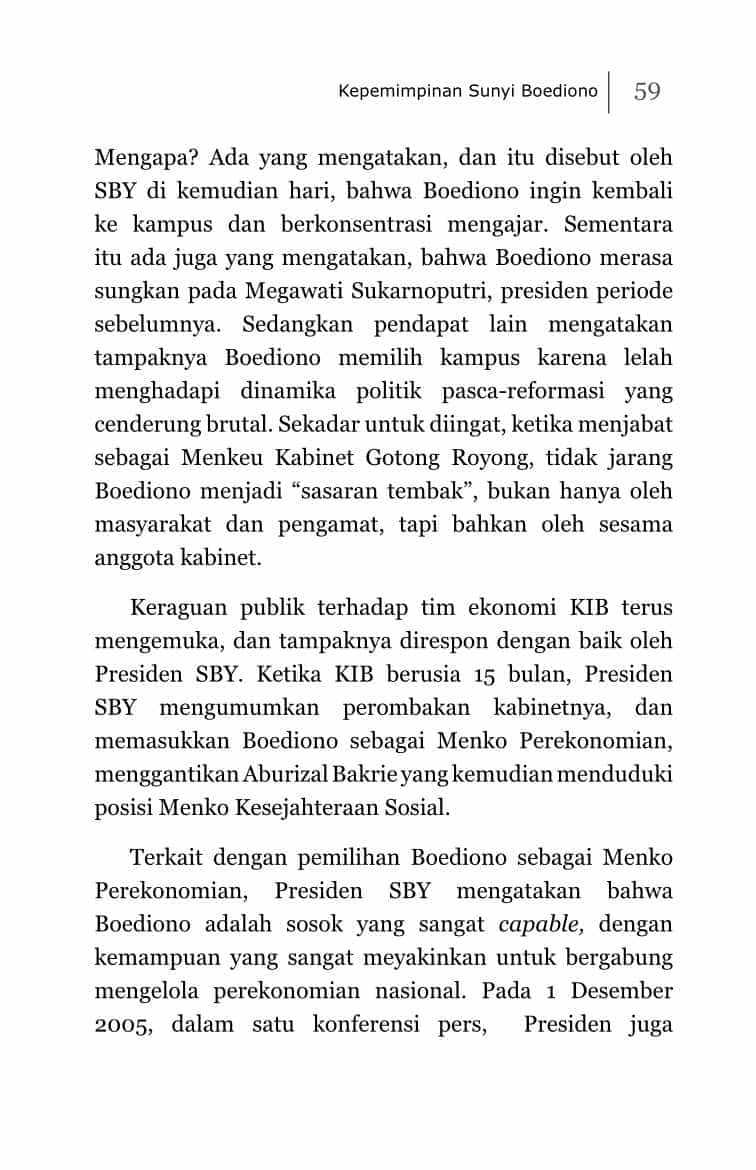 Kepemimpinan Sunyi Boediono 59
Mengapa? Ada yang mengatakan, dan itu disebut oleh
SBY di kemudian hari, bahwa Boediono ingin kembali
ke kampus dan berkonsentrasi mengajar. Sementara
itu ada juga yang mengatakan, bahwa Boediono merasa
sungkan pada Megawati Sukarnoputri, presiden periode
sebelumnya. Sedangkan pendapat lain mengatakan
tampaknya Boediono memilih kampus karena lelah
menghadapi dinamika politik pasca-reformasi yang
cenderung brutal. Sekadar untuk diingat, ketika menjabat
sebagai Menkeu Kabinet Gotong Royong, tidak jarang
Boediono menjadi “sasaran tembak”, bukan hanya oleh
masyarakat dan pengamat, tapi bahkan oleh sesama
anggota kabinet.
Keraguan publik terhadap tim ekonomi KIB terus
mengemuka, dan tampaknya direspon dengan baik oleh
Presiden SBY. Ketika KIB berusia 15 bulan, Presiden
SBY mengumumkan perombakan kabinetnya, dan
memasukkan Boediono sebagai Menko Perekonomian,
menggantikan Aburizal Bakrie yang kemudian menduduki
posisi Menko Kesejahteraan Sosial.
Terkait dengan pemilihan Boediono sebagai Menko
Perekonomian, Presiden SBY mengatakan bahwa
Boediono adalah sosok yang sangat capable, dengan
kemampuan yang sangat meyakinkan untuk bergabung
mengelola perekonomian nasional. Pada 1 Desember
2005, dalam satu konferensi pers, Presiden juga